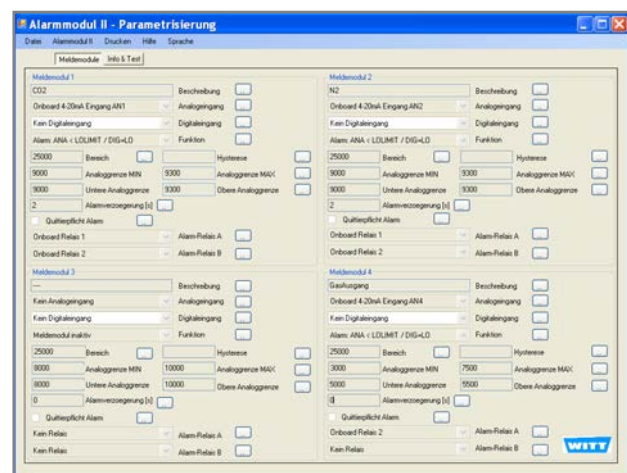 Alarmmodul II - Parametrisierung
Datei Alarmmodul II Drucken Hilfe Sprache
Meldemodule Info & Test
Meldemodul 1
CO2 Beschreibung ...
Onboard 4-20mA Eingang AN1 Analogeingang ...
Kein Digitaleingang Digitaleingang ...
Alarm: ANA < LOLIMIT / DIG=LO Funktion ...
25000 Bereich ... Hysterese ...
9000 Analoggrenze MIN 9300 Analoggrenze MAX ...
9000 Untere Analoggrenze 9300 Obere Analoggrenze ...
2 Alarmverzoegerung [s] ...
Quittierpflicht Alarm ...
Onboard Relais 1 Alarm-Relais A ...
Onboard Relais 2 Alarm-Relais B ...
Meldemodul 2
N2 Beschreibung ...
Onboard 4-20mA Eingang AN2 Analogeingang ...
Kein Digitaleingang Digitaleingang ...
Alarm: ANA < LOLIMIT / DIG=LO Funktion ...
25000 Bereich ... Hysterese ...
9000 Analoggrenze MIN 9300 Analoggrenze MAX ...
9000 Untere Analoggrenze 9300 Obere Analoggrenze ...
2 Alarmverzoegerung [s] ...
Quittierpflicht Alarm ...
Onboard Relais 1 Alarm-Relais A ...
Onboard Relais 2 Alarm-Relais B ...
Meldemodul 3
--- Beschreibung ...
Kein Analogeingang Analogeingang ...
Kein Digitaleingang Digitaleingang ...
Meldemodul inaktiv Funktion ...
25000 Bereich ... Hysterese ...
8000 Analoggrenze MIN 10000 Analoggrenze MAX ...
8000 Untere Analoggrenze 10000 Obere Analoggrenze ...
0 Alarmverzoegerung [s] ...
Quittierpflicht Alarm ...
Kein Relais Alarm-Relais A ...
Kein Relais Alarm-Relais B ...
Meldemodul 4
GasAusgang Beschreibung ...
Onboard 4-20mA Eingang AN4 Analogeingang ...
Kein Digitaleingang Digitaleingang ...
Alarm: ANA < LOLIMIT / DIG=LO Funktion ...
25000 Bereich ... Hysterese ...
3000 Analoggrenze MIN 7500 Analoggrenze MAX ...
5000 Untere Analoggrenze 5500 Obere Analoggrenze ...
0 Alarmverzoegerung [s] ...
Quittierpflicht Alarm ...
Onboard Relais 2 Alarm-Relais A ...
Kein Relais Alarm-Relais B ...
WITT